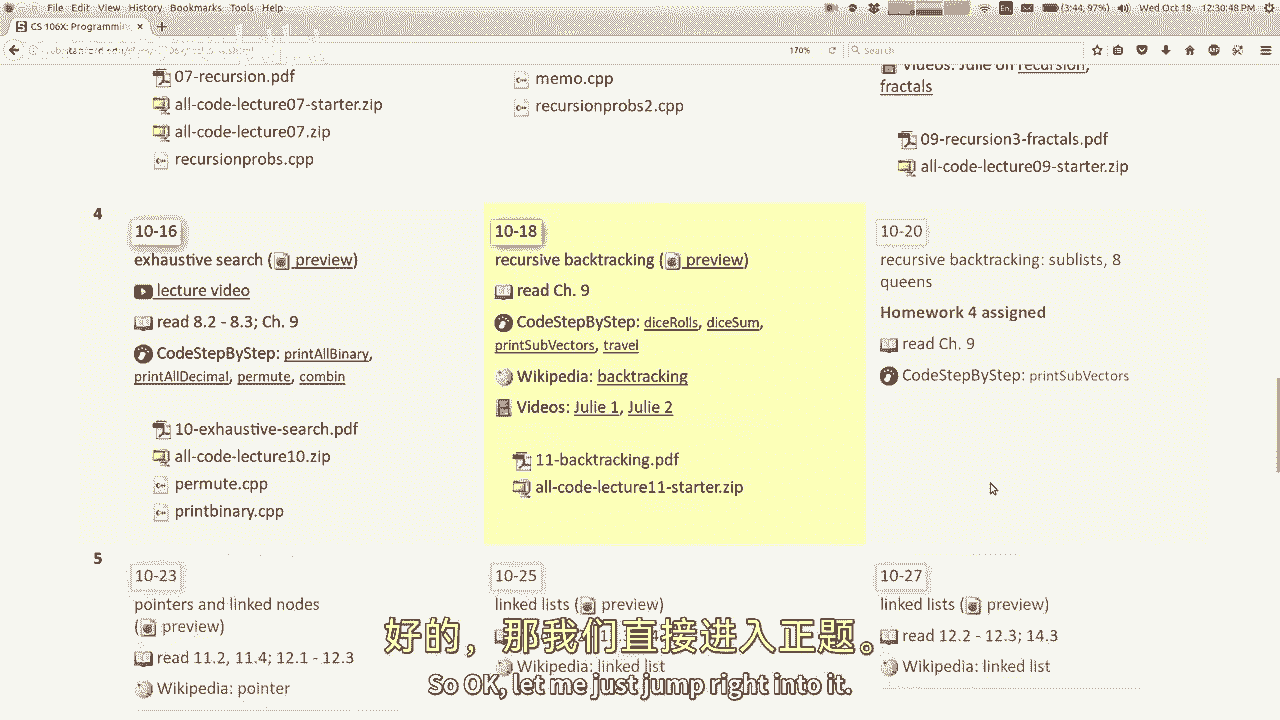 File Edit View History Bookmarks Tools Help
En (3:44, 97%) Wed Oct 18 12:30:48 PM
CS 106X: Programming
170% Search
07-recursion.pdf
all-code-lecture07-starter.zip
all-code-lecture07.zip
recursionprobs.cpp
memo.cpp
recursionprobs2.cpp
Videos: Julie on recursion,
fractals
09-recursion3-fractals.pdf
all-code-lecture09-starter.zip
4
10-16
exhaustive search ( preview)
lecture video
read 8.2 - 8.3; Ch. 9
CodeStepByStep: printAllBinary,
printAllDecimal, permute, combin
10-exhaustive-search.pdf
all-code-lecture10.zip
permute.cpp
printbinary.cpp
10-18
recursive backtracking ( preview)
read Ch. 9
CodeStepByStep: diceRolls, diceSum,
printSubVectors, travel
Wikipedia: backtracking
Videos: Julie 1, Julie 2
11-backtracking.pdf
all-code-lecture11-starter.zip
10-20
recursive backtracking: sublists, 8
queens
Homework 4 assigned
read Ch. 9
CodeStepByStep: printSubVectors
5
10-23
pointers and linked nodes
( preview)
read 11.2, 11.4; 12.1 - 12.3
Wikipedia: pointer
10-25
linked lists ( preview)
Wikipedia: linked list
10-27
linked lists ( preview)
read 12.2 - 12.3; 14.3
Wikipedia: linked list
好的，那我们直接进入正题。
So OK, let me just jump right into it.